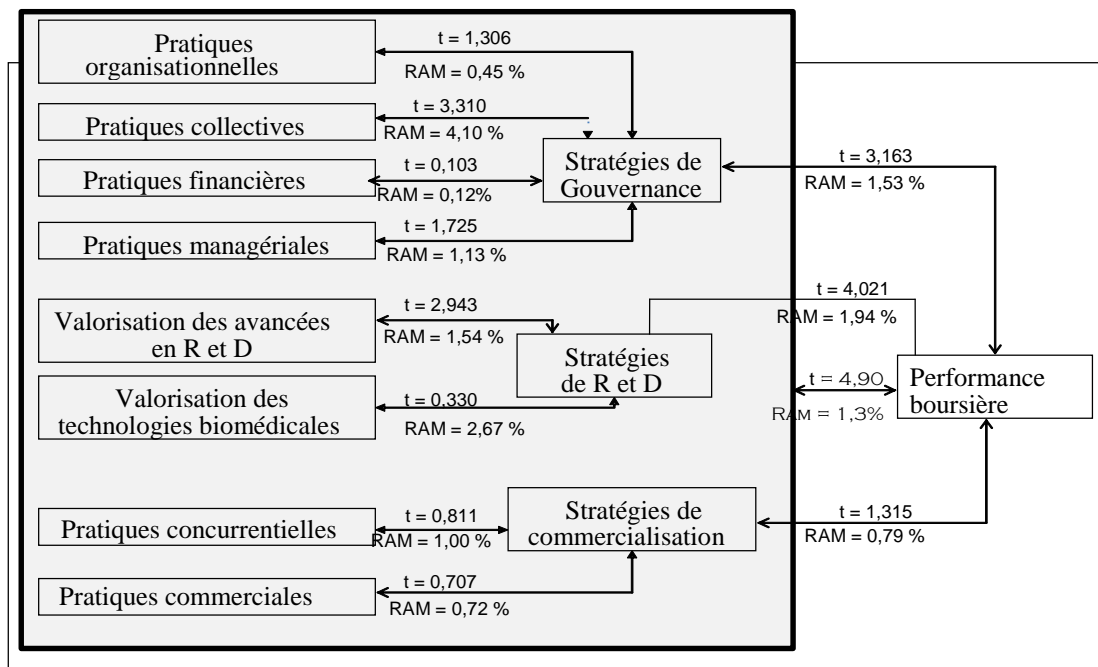 Pratiques
organisationnelles
t = 1,306
RAM = 0,45 %
Pratiques collectives
t = 3,310
RAM = 4,10 %
Pratiques financières
t = 0,103
RAM = 0,12%
Stratégies de
Gouvernance
t = 3,163
RAM = 1,53 %
Pratiques managériales
t = 1,725
RAM = 1,13 %
Valorisation des avancées
en R et D
t = 2,943
RAM = 1,54 %
Stratégies
de R et D
t = 4,021
RAM = 1,94 %
Valorisation des
technologies biomédicales
t = 0,330
RAM = 2,67 %
t = 4,90
RAM = 1,3%
Performance
boursière
Pratiques concurrentielles
t = 0,811
RAM = 1,00 %
Stratégies de
commercialisation
t = 1,315
RAM = 0,79 %
Pratiques commerciales
t = 0,707
RAM = 0,72 %